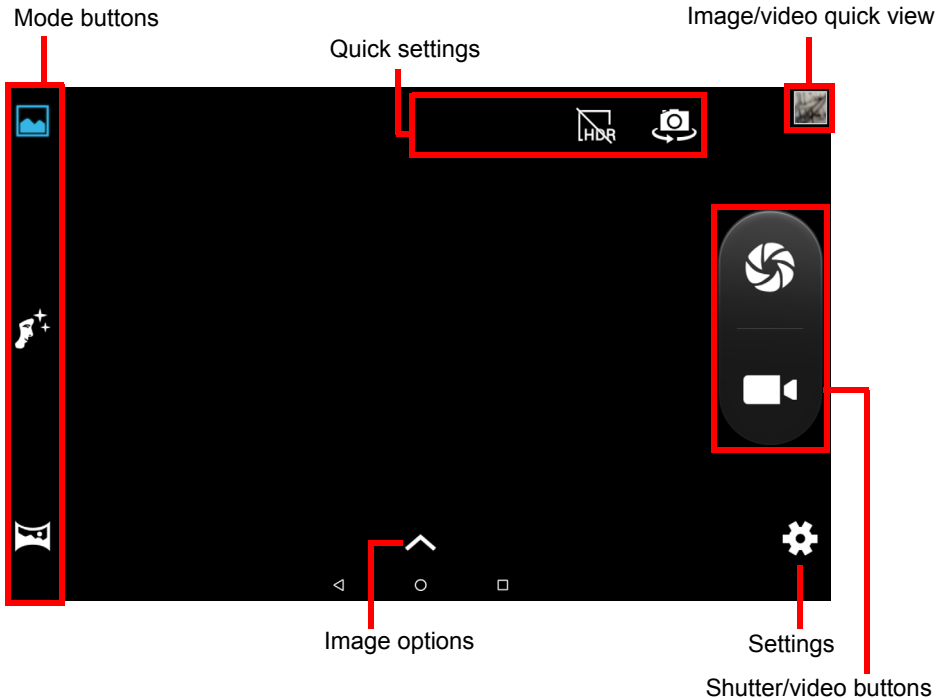 Mode buttons
Image/video quick view
Quick settings
HDR
Image options
Settings
Shutter/video buttons